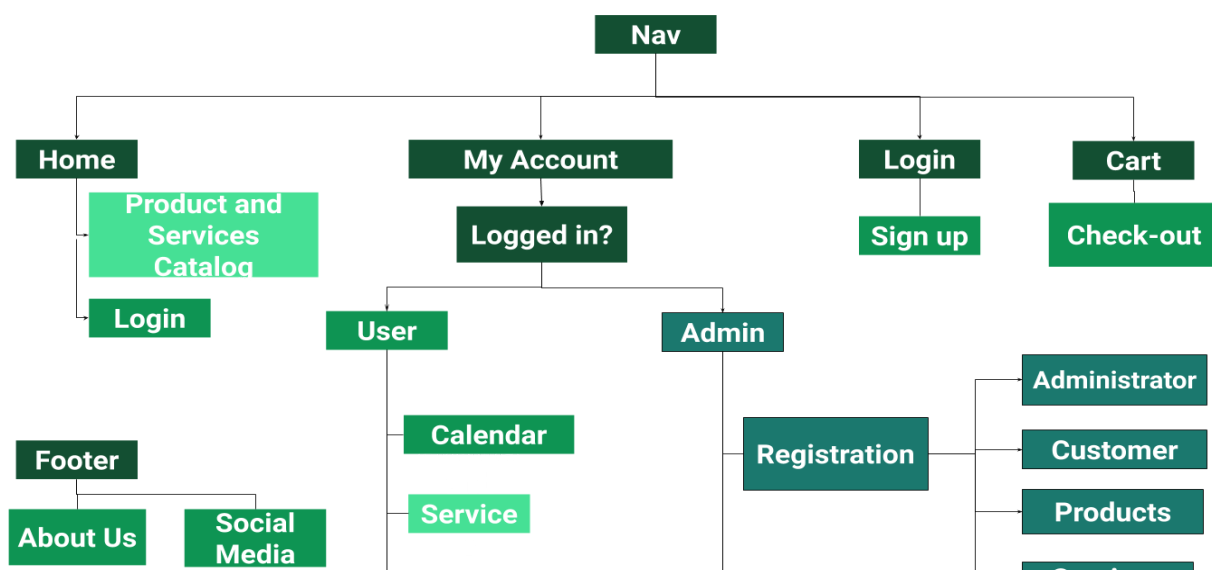 Nav
Home
My Account
Login
Cart
Product and
Services
Catalog
Logged in?
Sign up
Check-out
Login
User
Admin
Administrator
Calendar
Registration
Customer
Footer
Service
Products
About Us
Social
Media